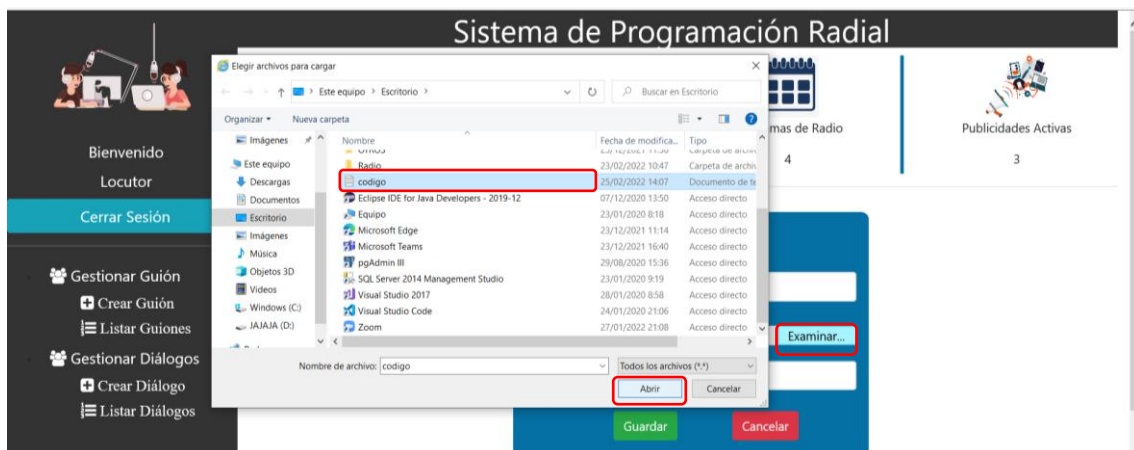 Sistema de Programación Radial
Bienvenido
Locutor
Cerrar Sesión
Gestionar Guión
Crear Guión
Listar Guiones
Gestionar Diálogos
Crear Diálogo
Listar Diálogos
Elegir archivos para cargar
Este equipo > Escritorio >
Buscar en Escritorio
Organizar
Nueva carpeta
Imágenes
Este equipo
Descargas
Documentos
Escritorio
Imágenes
Música
Objetos 3D
Videos
Windows (C:)
JAJAJA (D:)
Nombre Fecha de modifica... Tipo
Radio 23/02/2022 10:47 Carpeta de archi
codigo 25/02/2022 14:07 Documento de te
Eclipse IDE for Java Developers - 2019-12 07/12/2020 13:50 Acceso directo
Equipo 23/01/2020 8:18 Acceso directo
Microsoft Edge 23/12/2021 11:14 Acceso directo
Microsoft Teams 23/12/2021 16:40 Acceso directo
pgAdmin III 29/08/2020 15:36 Acceso directo
SQL Server 2014 Management Studio 23/01/2020 9:19 Acceso directo
Visual Studio 2017 28/01/2020 8:58 Acceso directo
Visual Studio Code 24/01/2020 21:06 Acceso directo
Zoom 27/01/2022 21:08 Acceso directo
Nombre de archivo: codigo
Todos los archivos (*.*)
Abrir
Cancelar
mas de Radio
4
Publicidades Activas
3
Examinar...
Guardar
Cancelar